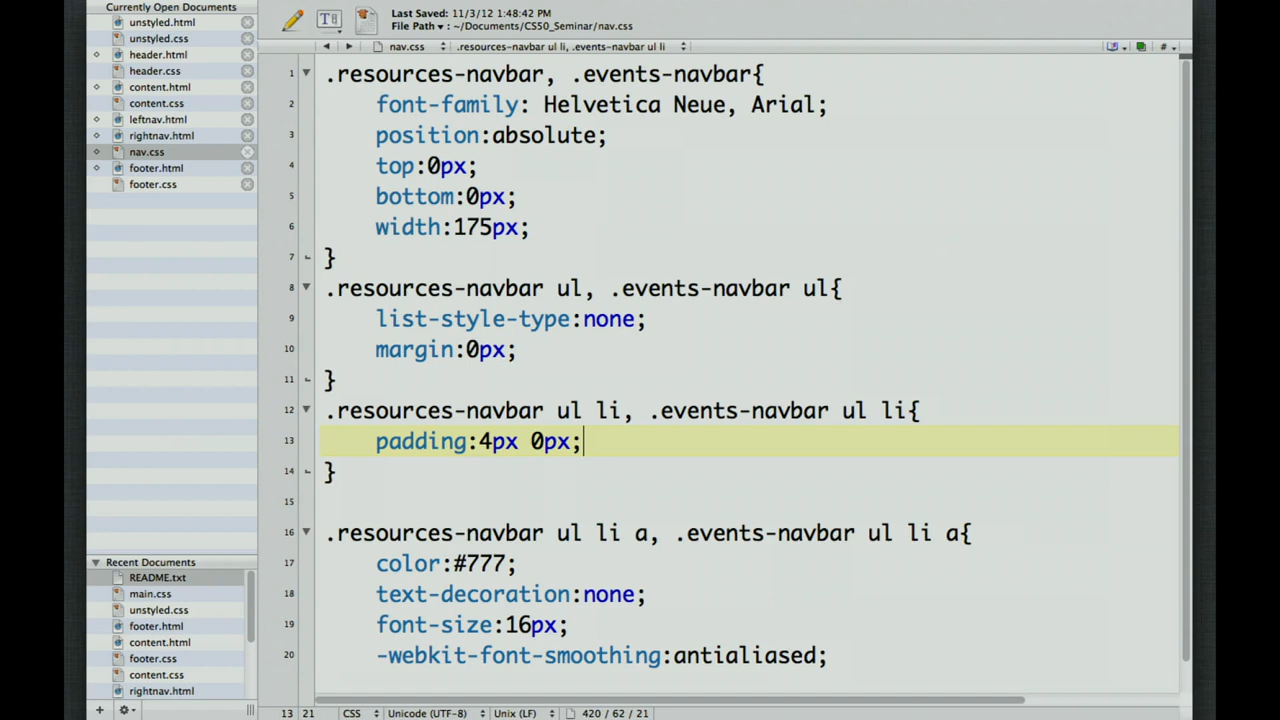 Currently Open Documents
unstyled.html
unstyled.css
header.html
header.css
content.html
content.css
leftnav.html
rightnav.html
nav.css
footer.html
footer.css
Recent Documents
README.txt
main.css
unstyled.css
footer.html
content.html
footer.css
content.css
rightnav.html
Last Saved: 11/3/12 1:48:42 PM
File Path ▾ : ~/Documents/CS50_Seminar/nav.css
nav.css .resources-navbar ul li, .events-navbar ul li #
1 .resources-navbar, .events-navbar{
2 font-family: Helvetica Neue, Arial;
3 position:absolute;
4 top:0px;
5 bottom:0px;
6 width:175px;
7 }
8 .resources-navbar ul, .events-navbar ul{
9 list-style-type:none;
10 margin:0px;
11 }
12 .resources-navbar ul li, .events-navbar ul li{
13 padding:4px 0px;
14 }
15
16 .resources-navbar ul li a, .events-navbar ul li a{
17 color:#777;
18 text-decoration:none;
19 font-size:16px;
20 -webkit-font-smoothing:antialiased;
13 21 CSS Unicode (UTF-8) Unix (LF) 420 / 62 / 21